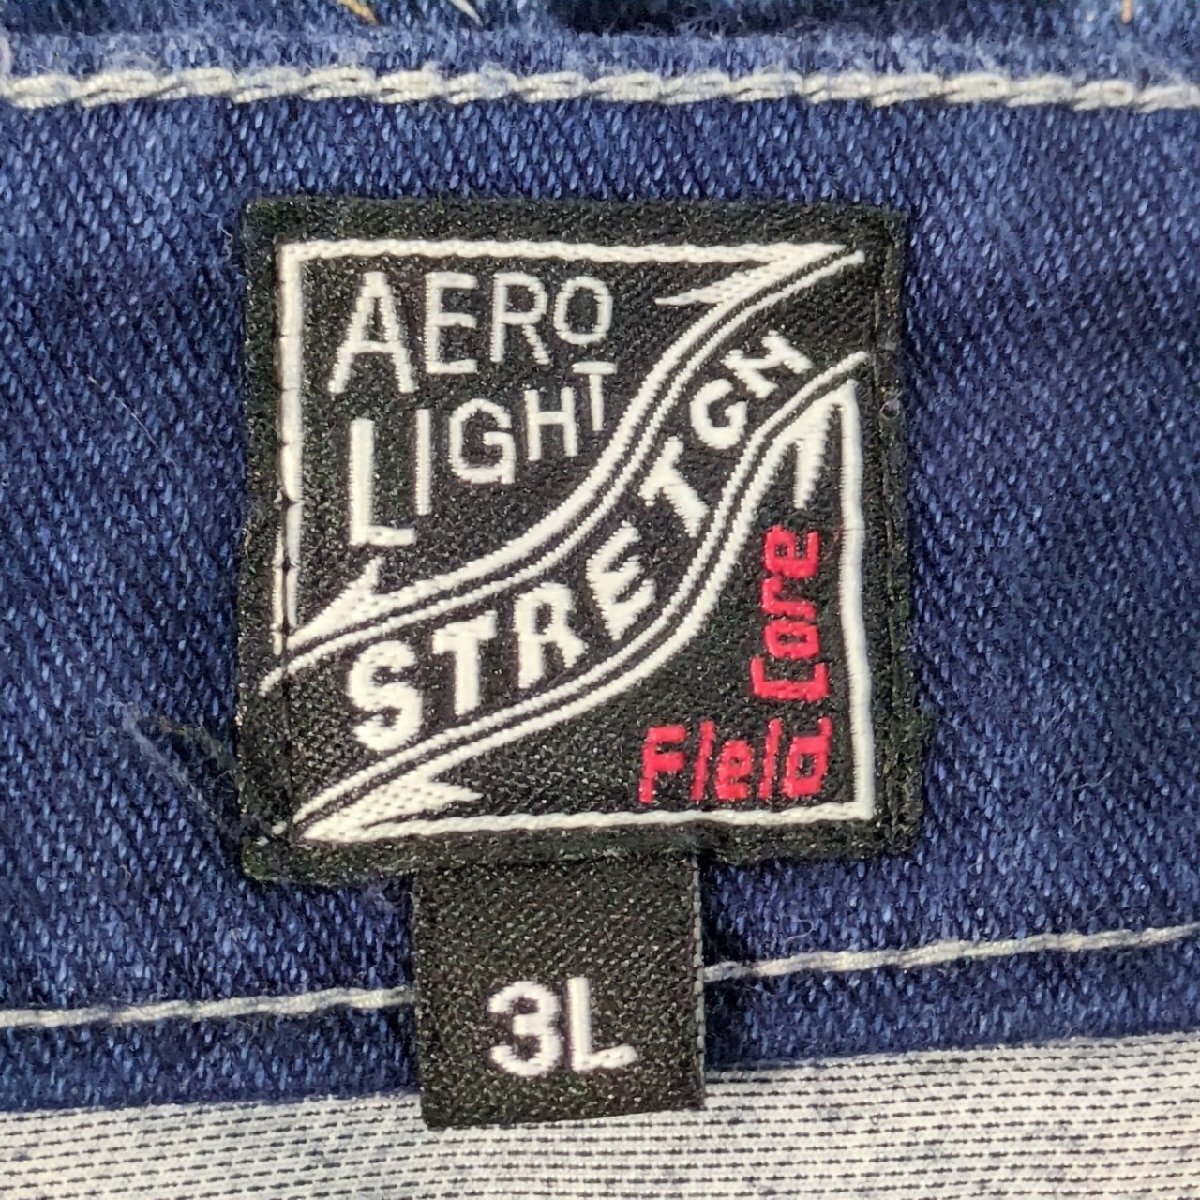 AERO
LIGHT
STRETCH
Field Core
3L